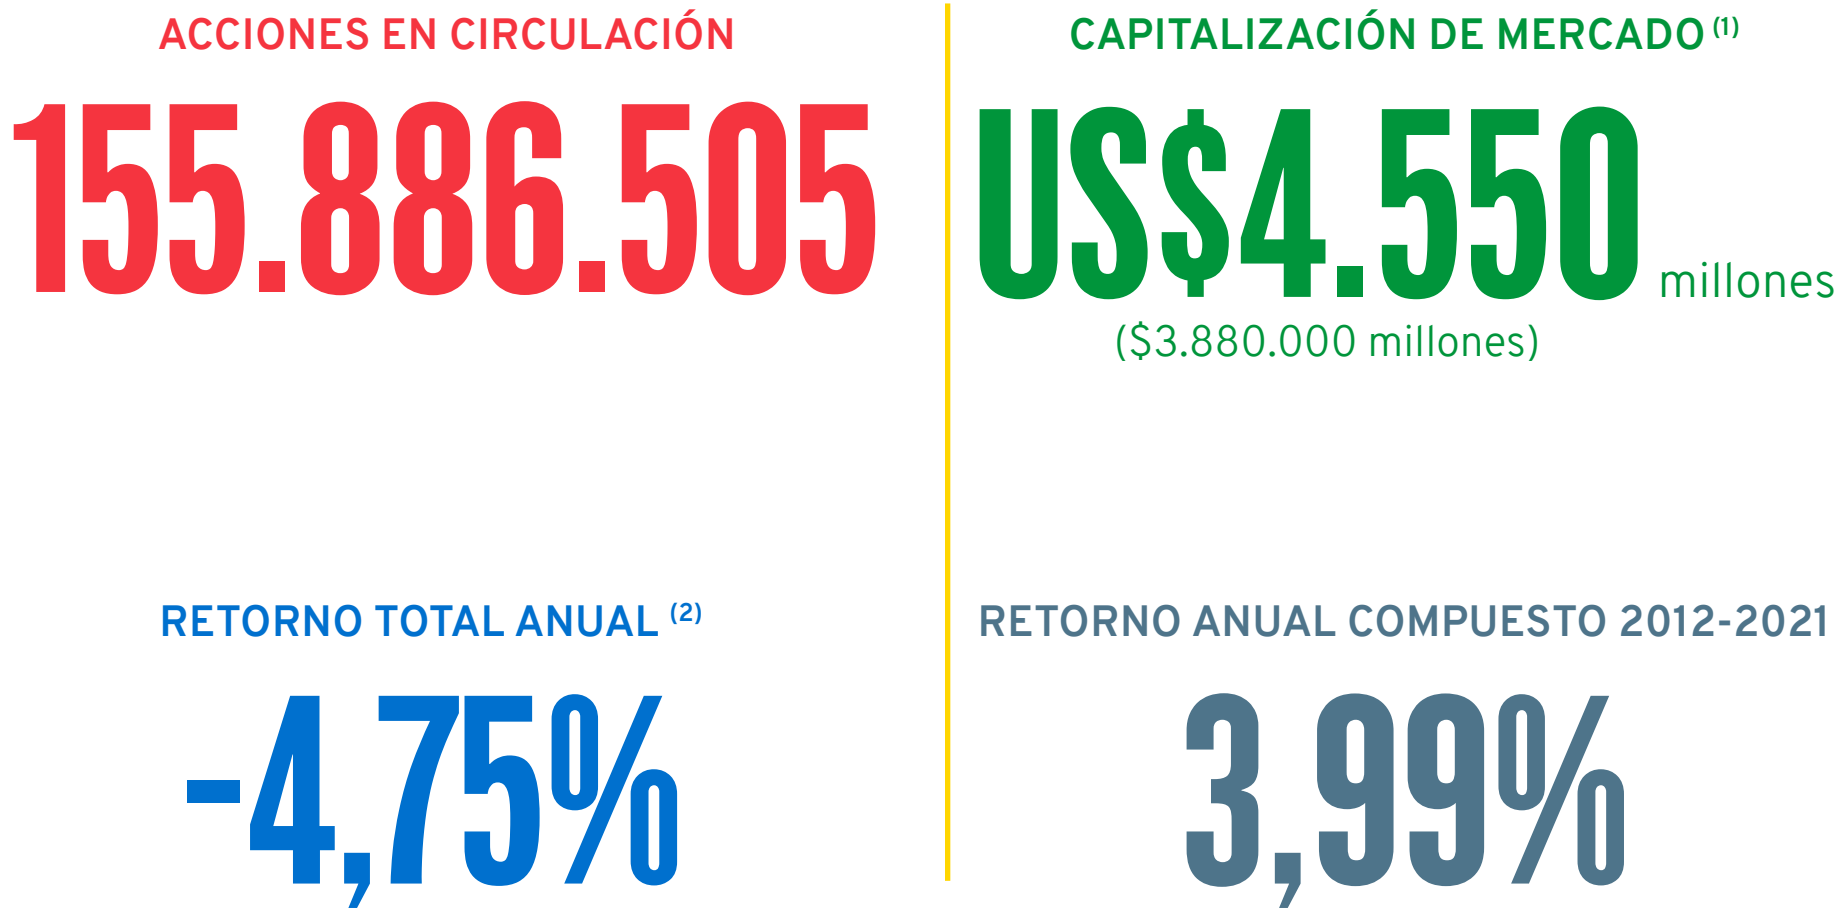 ACCIONES EN CIRCULACIÓN
155.886.505
CAPITALIZACIÓN DE MERCADO (1)
US$4.550 millones
($3.880.000 millones)
RETORNO TOTAL ANUAL (2)
-4,75%
RETORNO ANUAL COMPUESTO 2012-2021
3,99%